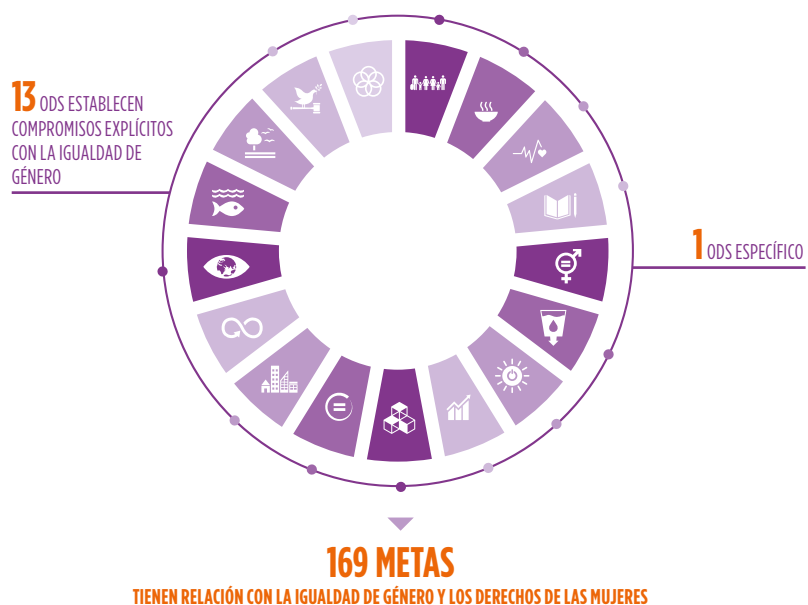 13 ODS ESTABLECEN
COMPROMISOS EXPLÍCITOS
CON LA IGUALDAD DE
GÉNERO
1 ODS ESPECÍFICO
169 METAS
TIENEN RELACIÓN CON LA IGUALDAD DE GÉNERO Y LOS DERECHOS DE LAS MUJERES